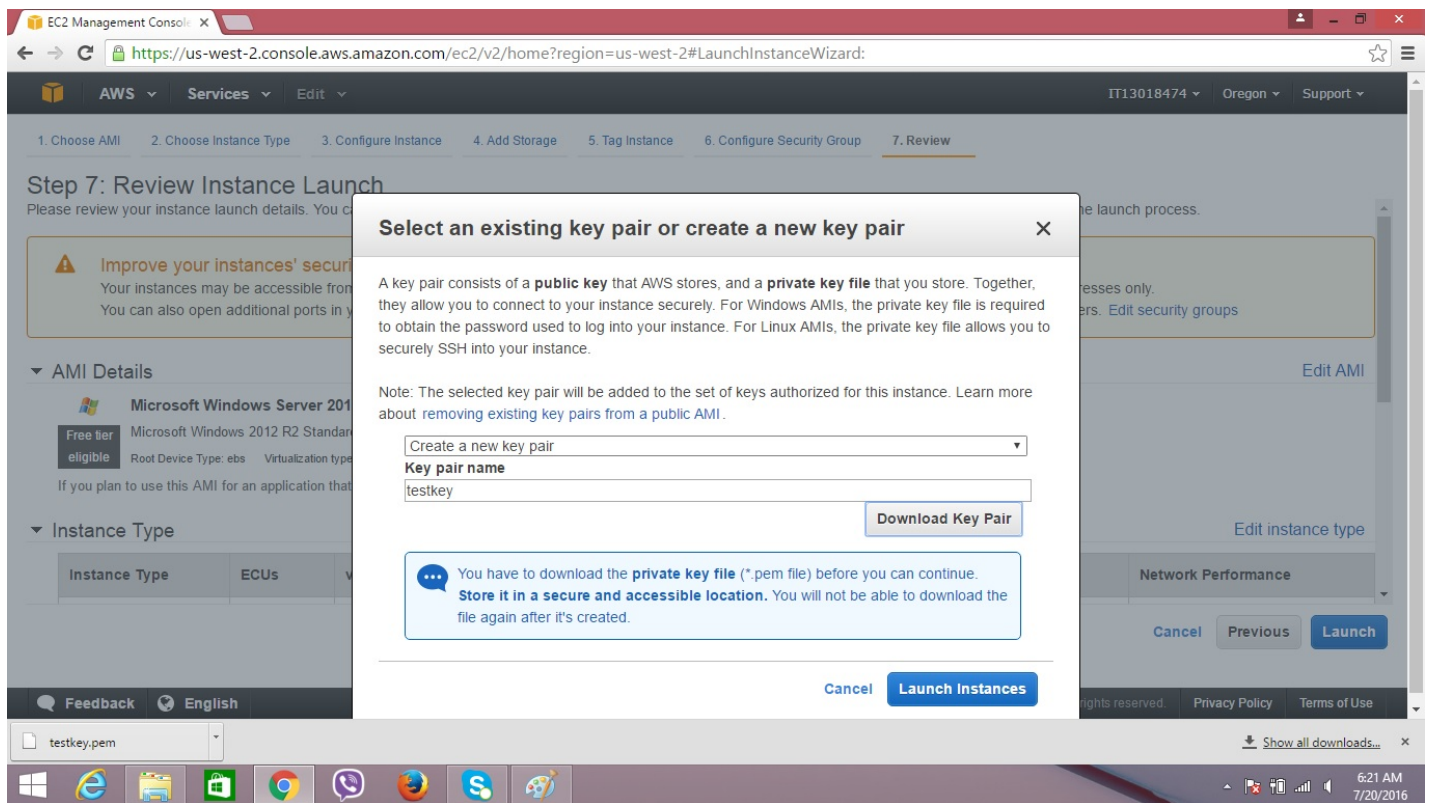 EC2 Management Console
https://us-west-2.console.aws.amazon.com/ec2/v2/home?region=us-west-2#LaunchInstanceWizard:
AWS Services Edit IT13018474 Oregon Support
1. Choose AMI 2. Choose Instance Type 3. Configure Instance 4. Add Storage 5. Tag Instance 6. Configure Security Group 7. Review
Step 7: Review Instance Launch
Please review your instance launch details. You c
he launch process.
Improve your instances' securi
Your instances may be accessible from
resses only.
You can also open additional ports in y
ers. Edit security groups
AMI Details
Edit AMI
Microsoft Windows Server 201
Free tier
eligible
Microsoft Windows 2012 R2 Standar
Root Device Type: ebs Virtualization type
If you plan to use this AMI for an application that
Instance Type
Edit instance type
Instance Type ECUs v
Network Performance
Cancel Previous Launch
Select an existing key pair or create a new key pair
A key pair consists of a public key that AWS stores, and a private key file that you store. Together,
they allow you to connect to your instance securely. For Windows AMIs, the private key file is required
to obtain the password used to log into your instance. For Linux AMIs, the private key file allows you to
securely SSH into your instance.
Note: The selected key pair will be added to the set of keys authorized for this instance. Learn more
about removing existing key pairs from a public AMI.
Create a new key pair
Key pair name
testkey
Download Key Pair
You have to download the private key file (*.pem file) before you can continue.
Store it in a secure and accessible location. You will not be able to download the
file again after it's created.
Cancel Launch Instances
Feedback English
rights reserved. Privacy Policy Terms of Use
testkey.pem
Show all downloads...
6:21 AM
7/20/2016